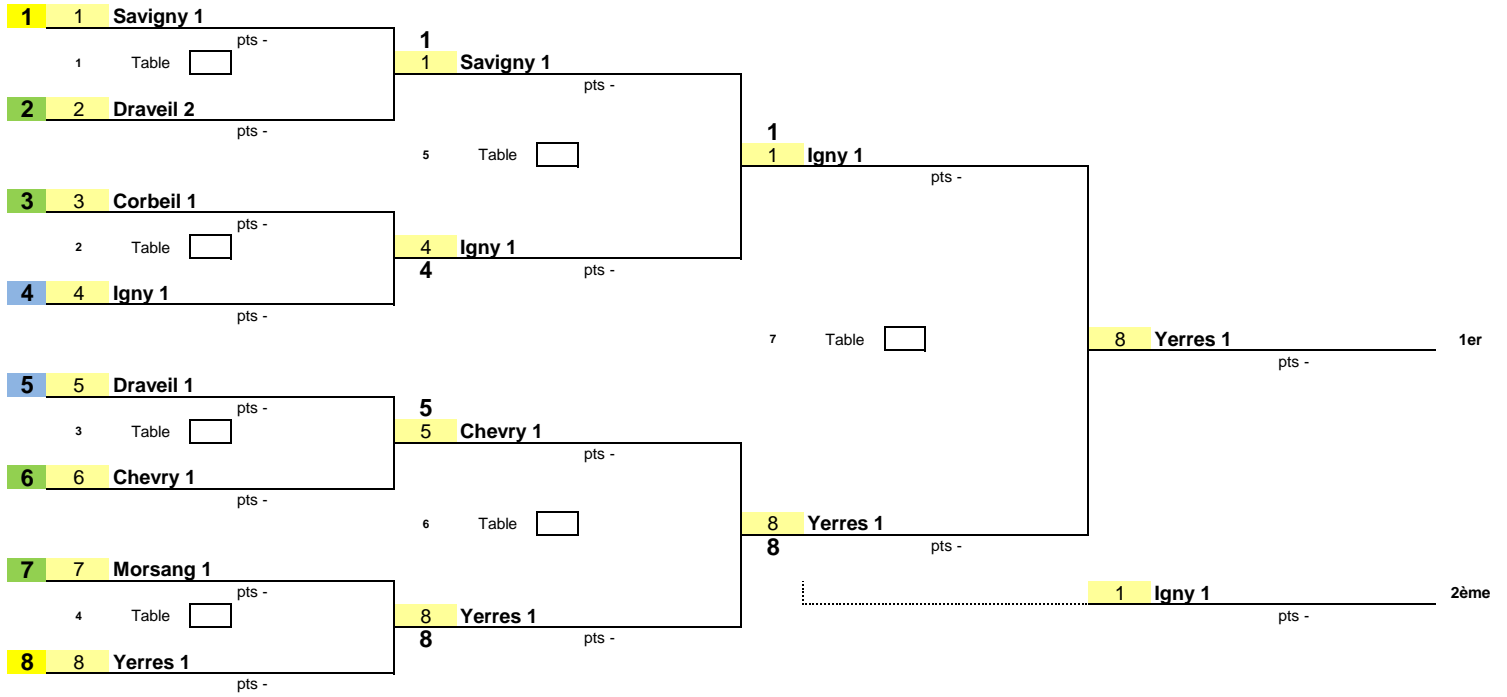 1 1 Savigny 1
pts - 1
1 Table 1 Savigny 1
pts -
2 2 Draveil 2
pts - 1
5 Table 1 Igny 1
pts -
3 3 Corbeil 1
pts -
2 Table 4 Igny 1
4 pts -
4 4 Igny 1
pts -
7 Table 8 Yerres 1 1er
pts -
5 5 Draveil 1
pts - 5
3 Table 5 Chevry 1
pts -
6 6 Chevry 1
pts -
6 Table 8 Yerres 1
8 pts -
7 7 Morsang 1
pts - 1 Igny 1 2ème
4 Table 8 Yerres 1 pts -
8 pts -
8 8 Yerres 1
pts -